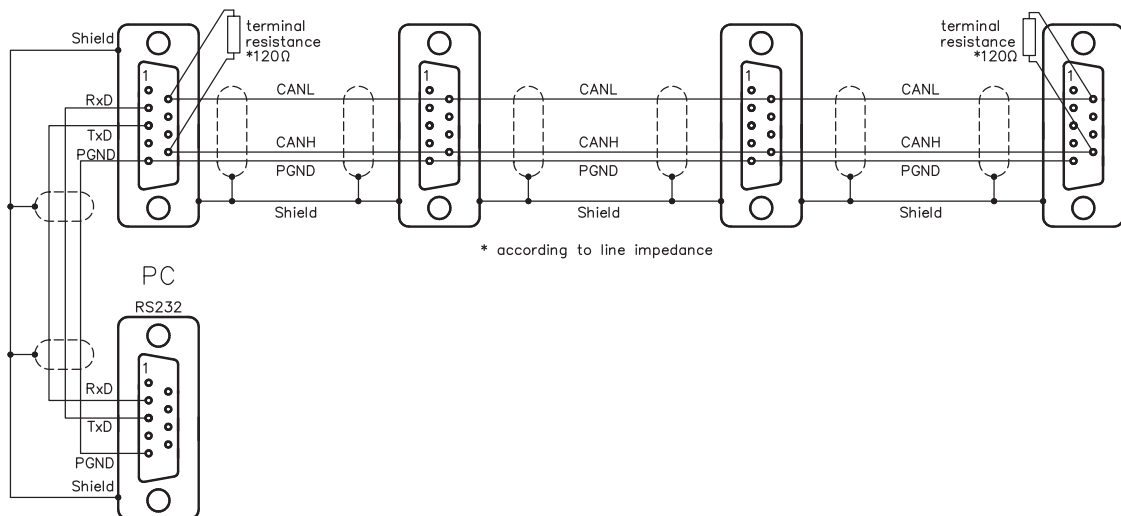 Shield
terminal
resistance
*120Ω
terminal
resistance
*120Ω
1
1
1
1
RxD
CANL
CANL
CANL
TxD
CANH
CANH
CANH
PGND
PGND
PGND
PGND
Shield
Shield
Shield
* according to line impedance
PC
RS232
1
RxD
TxD
PGND
Shield